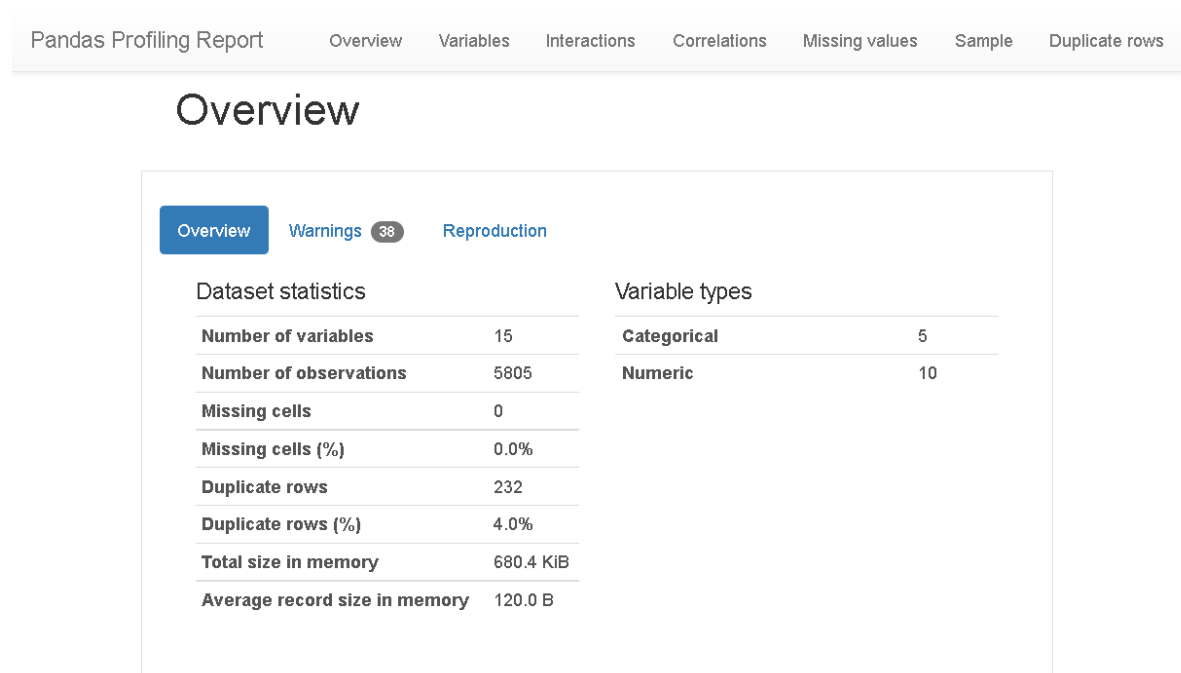 Pandas Profiling Report Overview Variables Interactions Correlations Missing values Sample Duplicate rows
Overview
Overview Warnings 38 Reproduction
Dataset statistics
Number of variables 15
Number of observations 5805
Missing cells 0
Missing cells (%) 0.0%
Duplicate rows 232
Duplicate rows (%) 4.0%
Total size in memory 680.4 KiB
Average record size in memory 120.0 B
Variable types
Categorical 5
Numeric 10